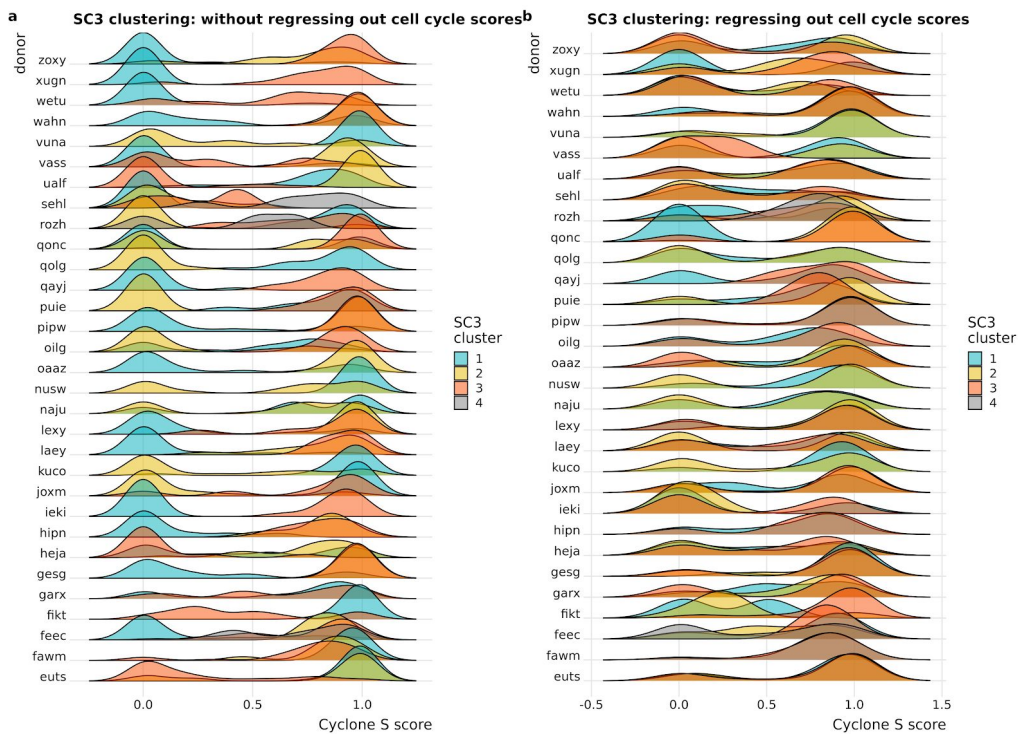 a
SC3 clustering: without regressing out cell cycle scores
donor
zoxy
xugn
wetu
wahn
vuna
vass
ualf
sehl
rozh
qonc
qolg
qayj
puie
pipw
oilg
oaaz
nusw
naju
lexy
laey
kuco
joxm
ieki
hipn
heja
gesg
garx
fikt
feec
fawm
euts
0.0 0.5 1.0
Cyclone S score
SC3
cluster
1
2
3
4
b
SC3 clustering: regressing out cell cycle scores
donor
zoxy
xugn
wetu
wahn
vuna
vass
ualf
sehl
rozh
qonc
qolg
qayj
puie
pipw
oilg
oaaz
nusw
naju
lexy
laey
kuco
joxm
ieki
hipn
heja
gesg
garx
fikt
feec
fawm
euts
-0.5 0.0 0.5 1.0 1.5
Cyclone S score
SC3
cluster
1
2
3
4